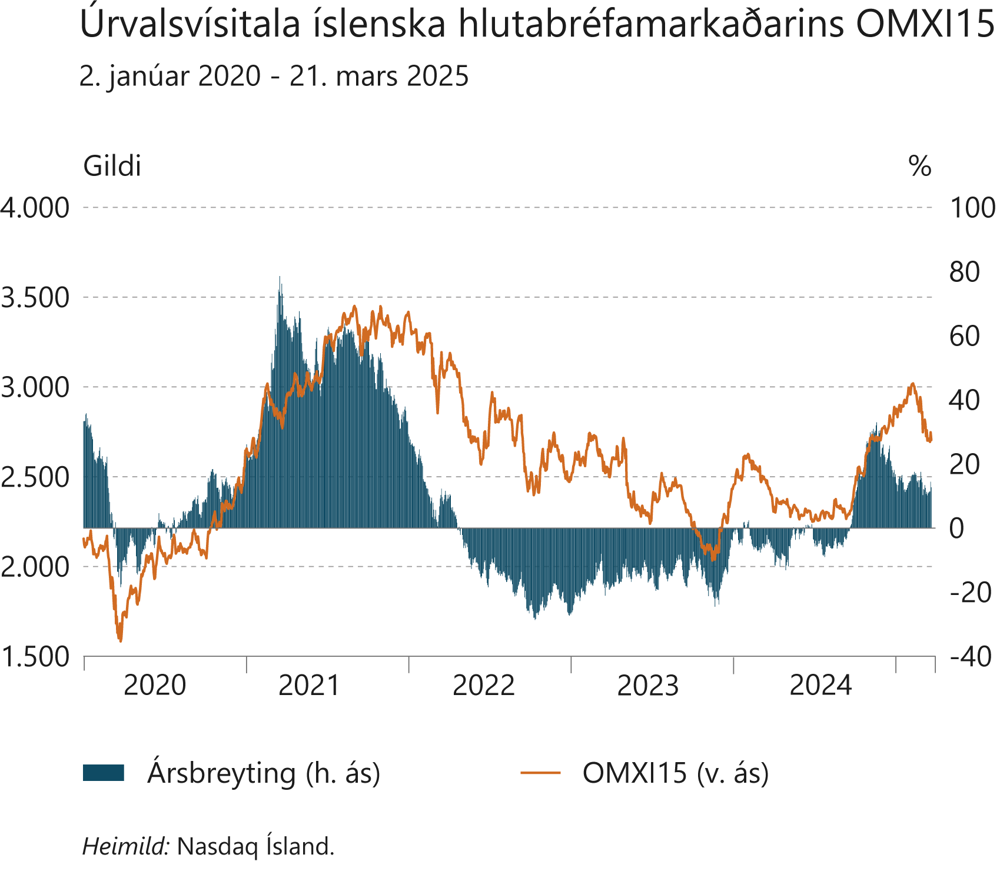 Úrvalsvísitala íslenska hlutabréfamarkaðarins OMXI15
2. janúar 2020 - 21. mars 2025
Gildi %
4.000 100
80
3.500
60
3.000
40
2.500 20
0
2.000
-20
1.500 -40
2020 2021 2022 2023 2024
Ársbreyting (h. ás) OMXI15 (v. ás)
Heimild: Nasdaq Ísland.